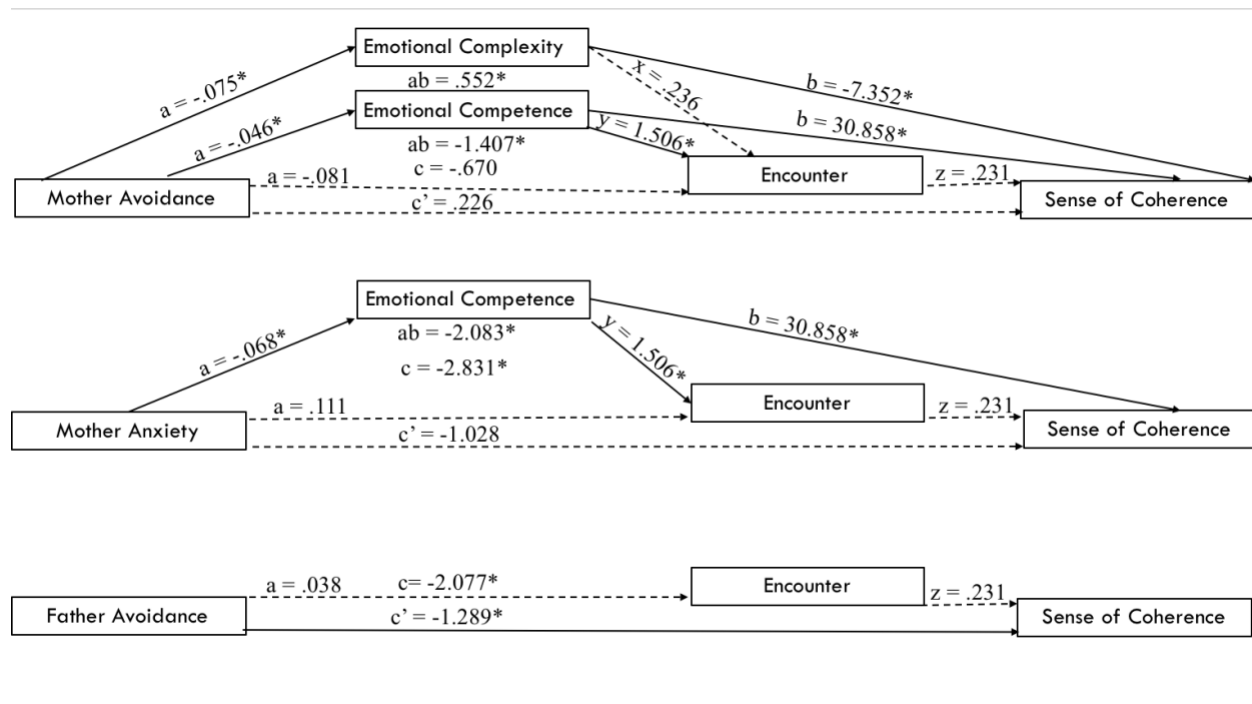 Emotional Complexity
a = -.075*
ab = .552*
x = .236
b = -7.352*
Emotional Competence
a = -.046*
y = 1.506*
b = 30.858*
ab = -1.407*
c = -.670
a = -.081
Encounter
z = .231
Mother Avoidance
c’ = .226
Sense of Coherence
Emotional Competence
a = -.068*
ab = -2.083*
y = 1.506*
b = 30.858*
c = -2.831*
a = .111
Encounter
z = .231
Mother Anxiety
c’ = -1.028
Sense of Coherence
a = .038
c= -2.077*
Encounter
z = .231
Father Avoidance
c’ = -1.289*
Sense of Coherence